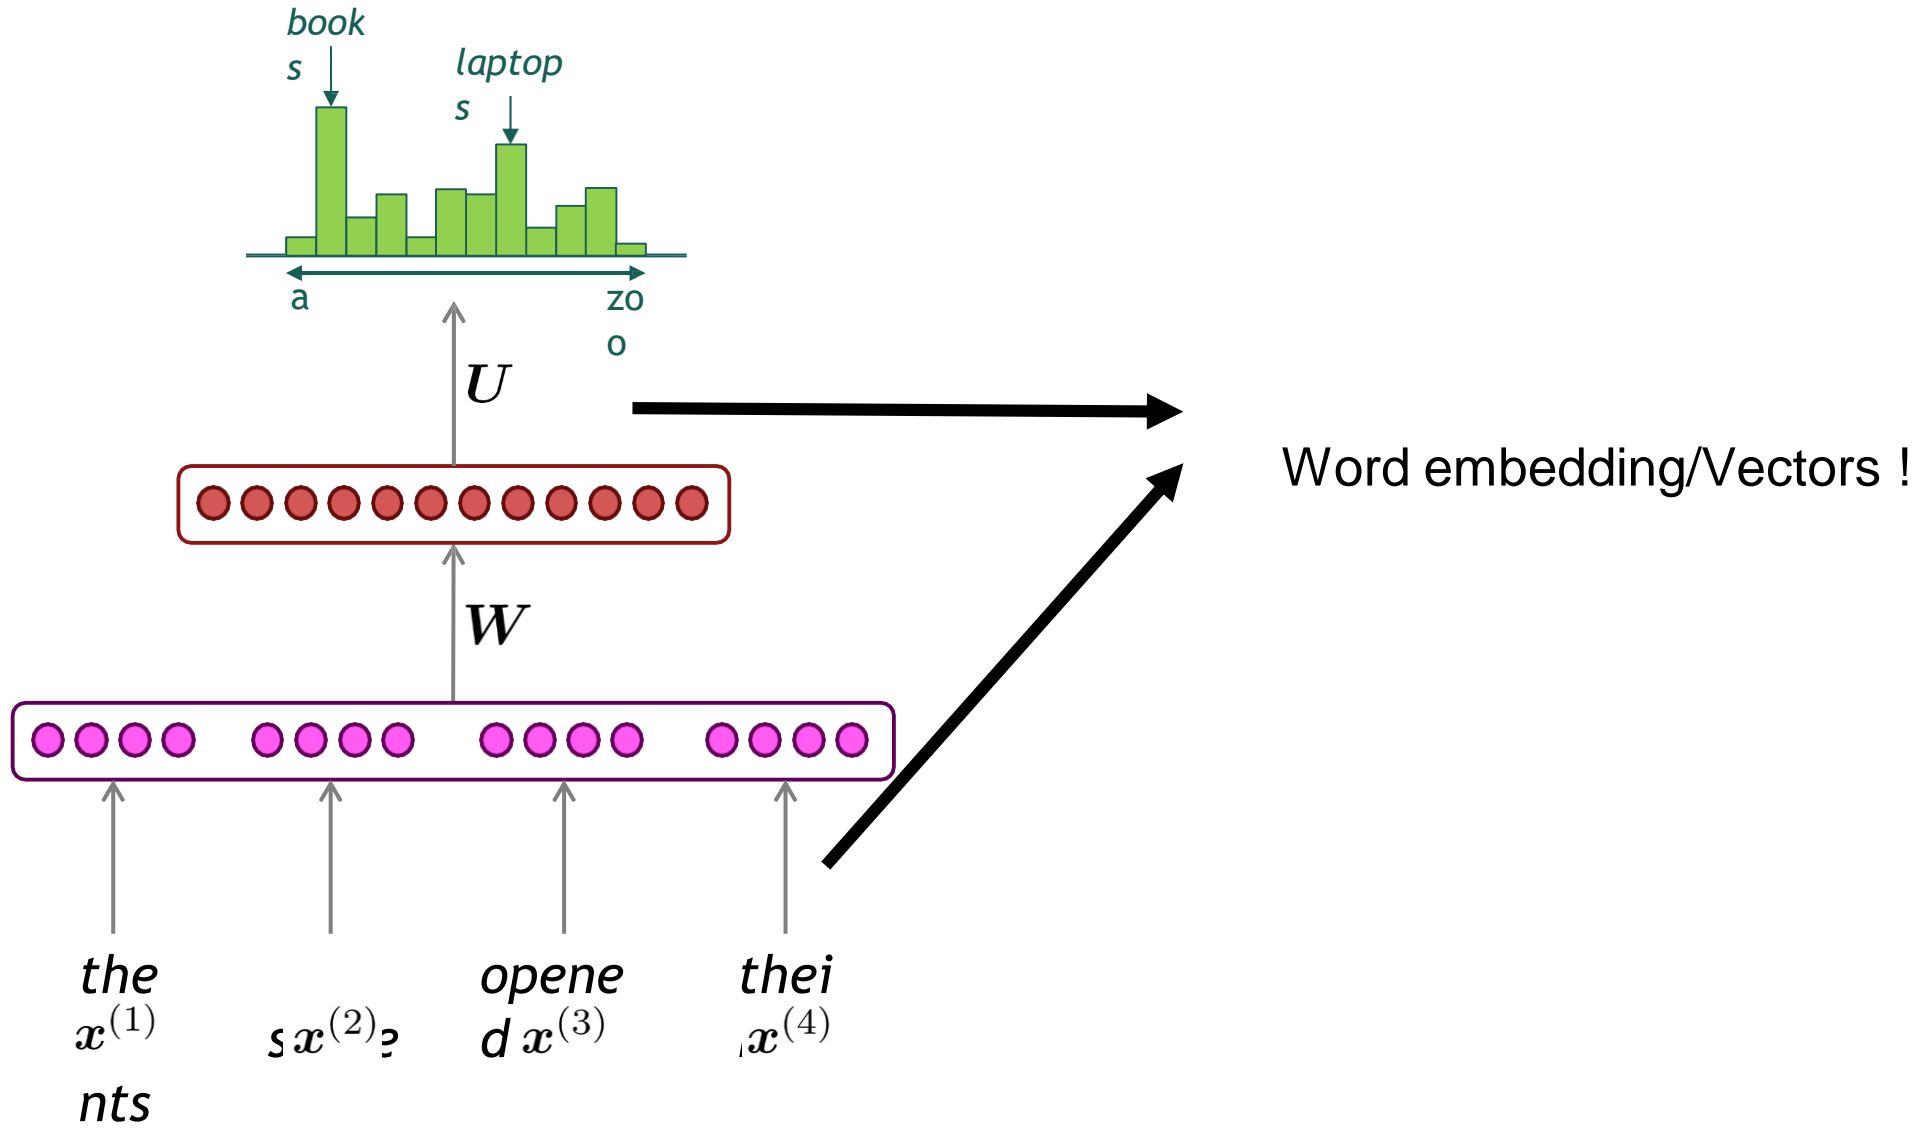 book
s
laptop
s
a
zo
o
U
Word embedding/Vectors !
W
the
opene
thei
x(1)
x(2)
d x(3)
x(4)
nts